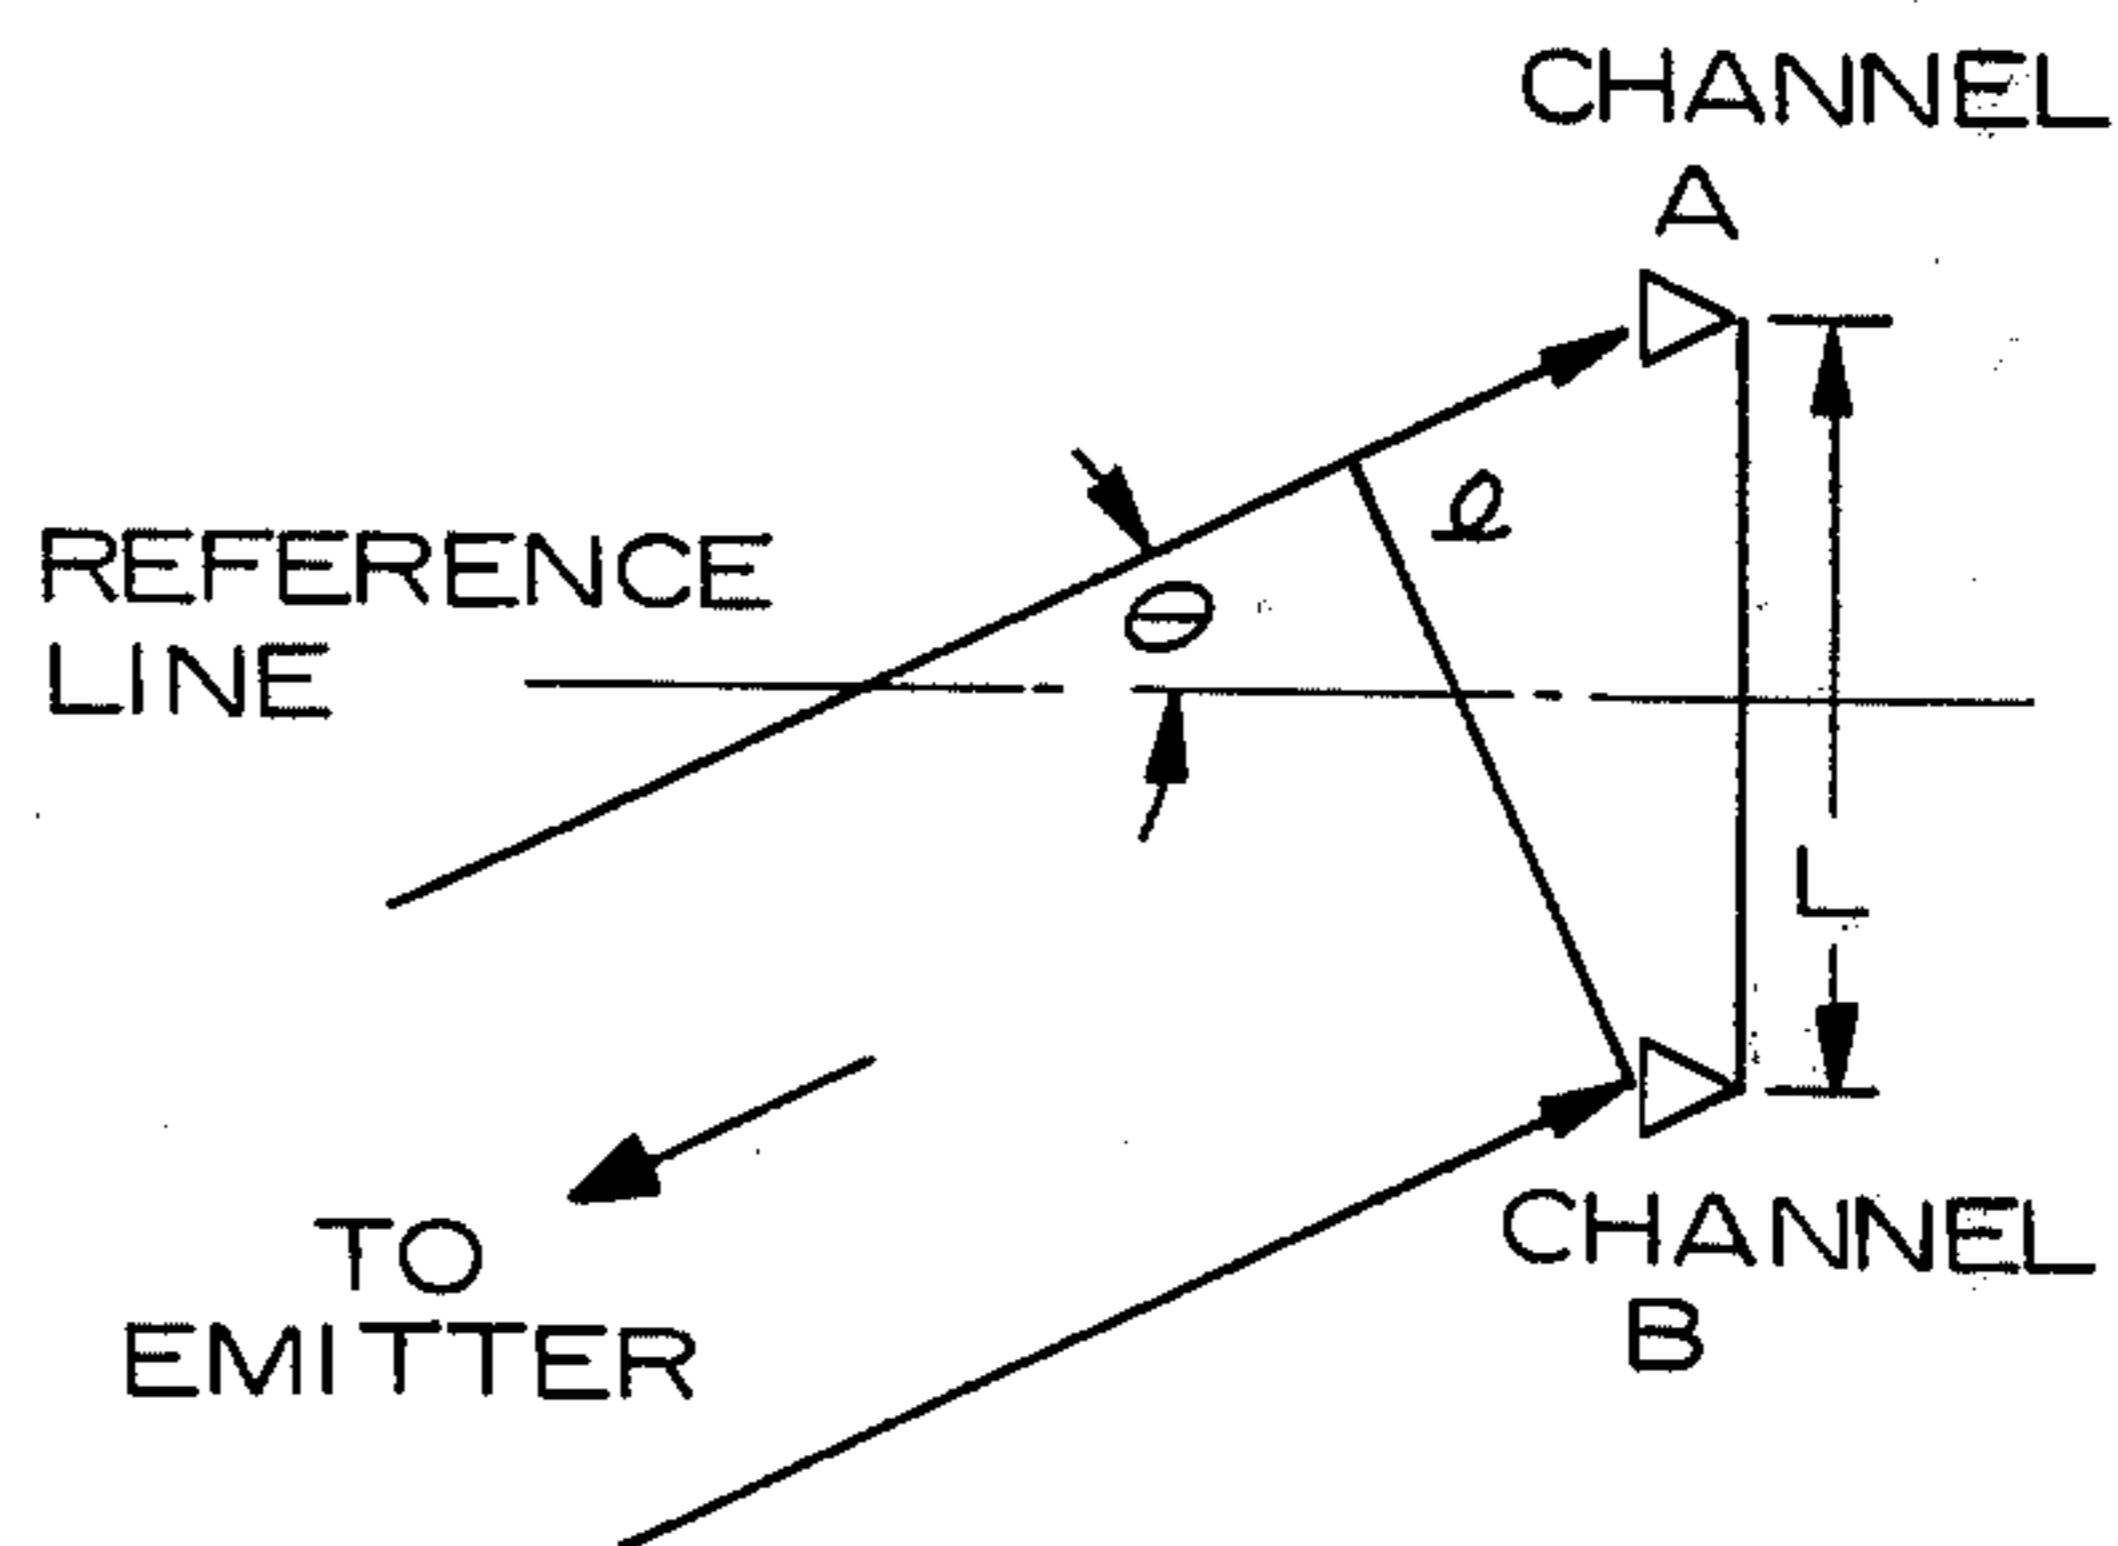 CHANNEL
A
REFERENCE
LINE
θ
ℓ
L
TO
EMITTER
CHANNEL
B